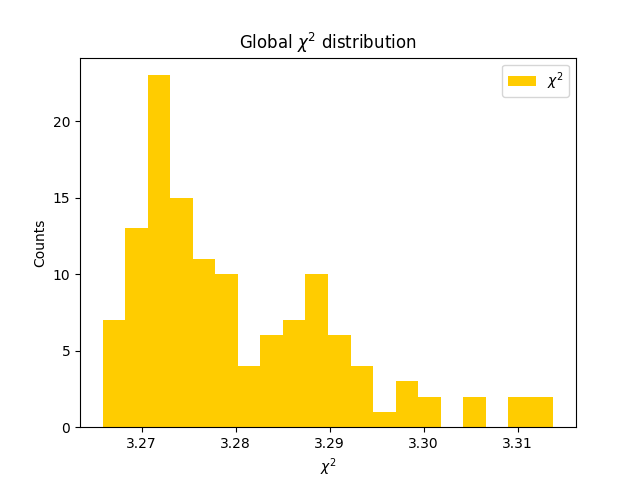 Global χ² distribution
χ²
20
15
10
5
0
Counts
3.27 3.28 3.29 3.30 3.31
χ²